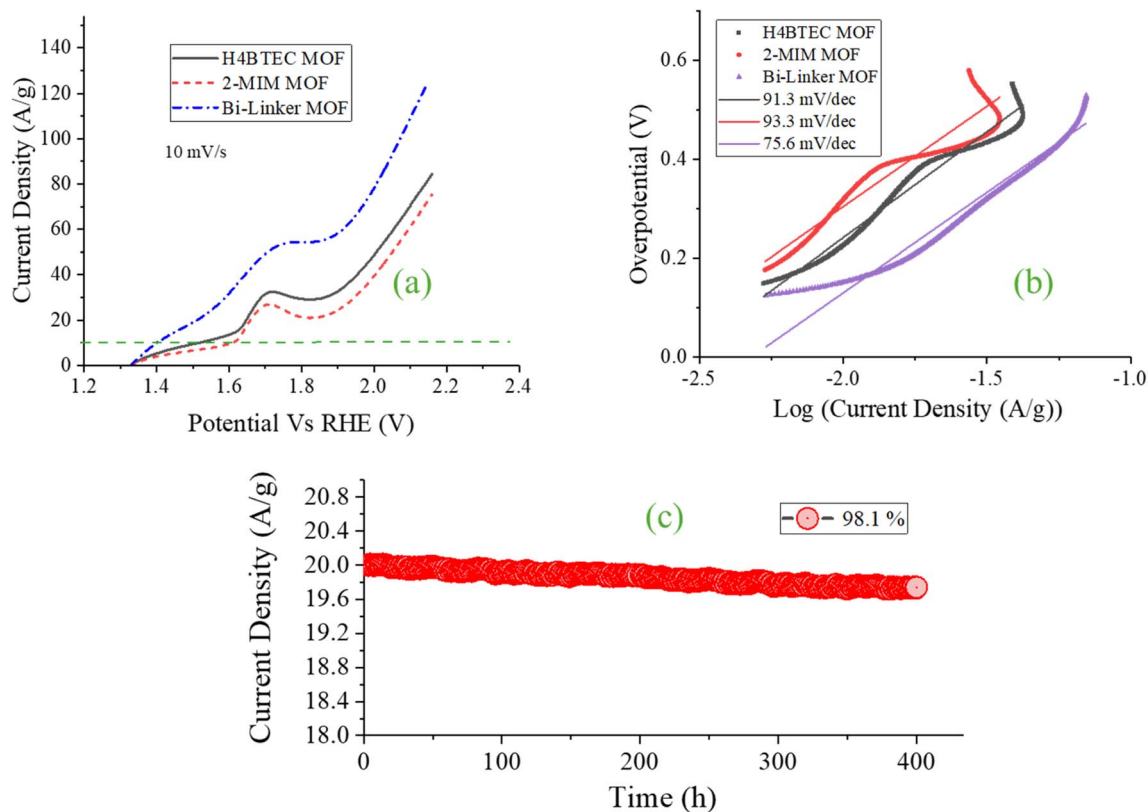 140
120
100
80
60
40
20
0
1.2
1.4
1.6
1.8
2.0
2.2
2.4
Current Density (A/g)
Potential Vs RHE (V)
H4BTEC MOF
2-MIM MOF
Bi-Linker MOF
10 mV/s
(a)
0.6
0.4
0.2
0.0
-2.5
-2.0
-1.5
-1.0
Overpotential (V)
Log (Current Density (A/g))
H4BTEC MOF
2-MIM MOF
Bi-Linker MOF
91.3 mV/dec
93.3 mV/dec
75.6 mV/dec
(b)
20.8
20.4
20.0
19.6
19.2
18.8
18.4
18.0
0
100
200
300
400
Current Density (A/g)
Time (h)
(c)
98.1 %